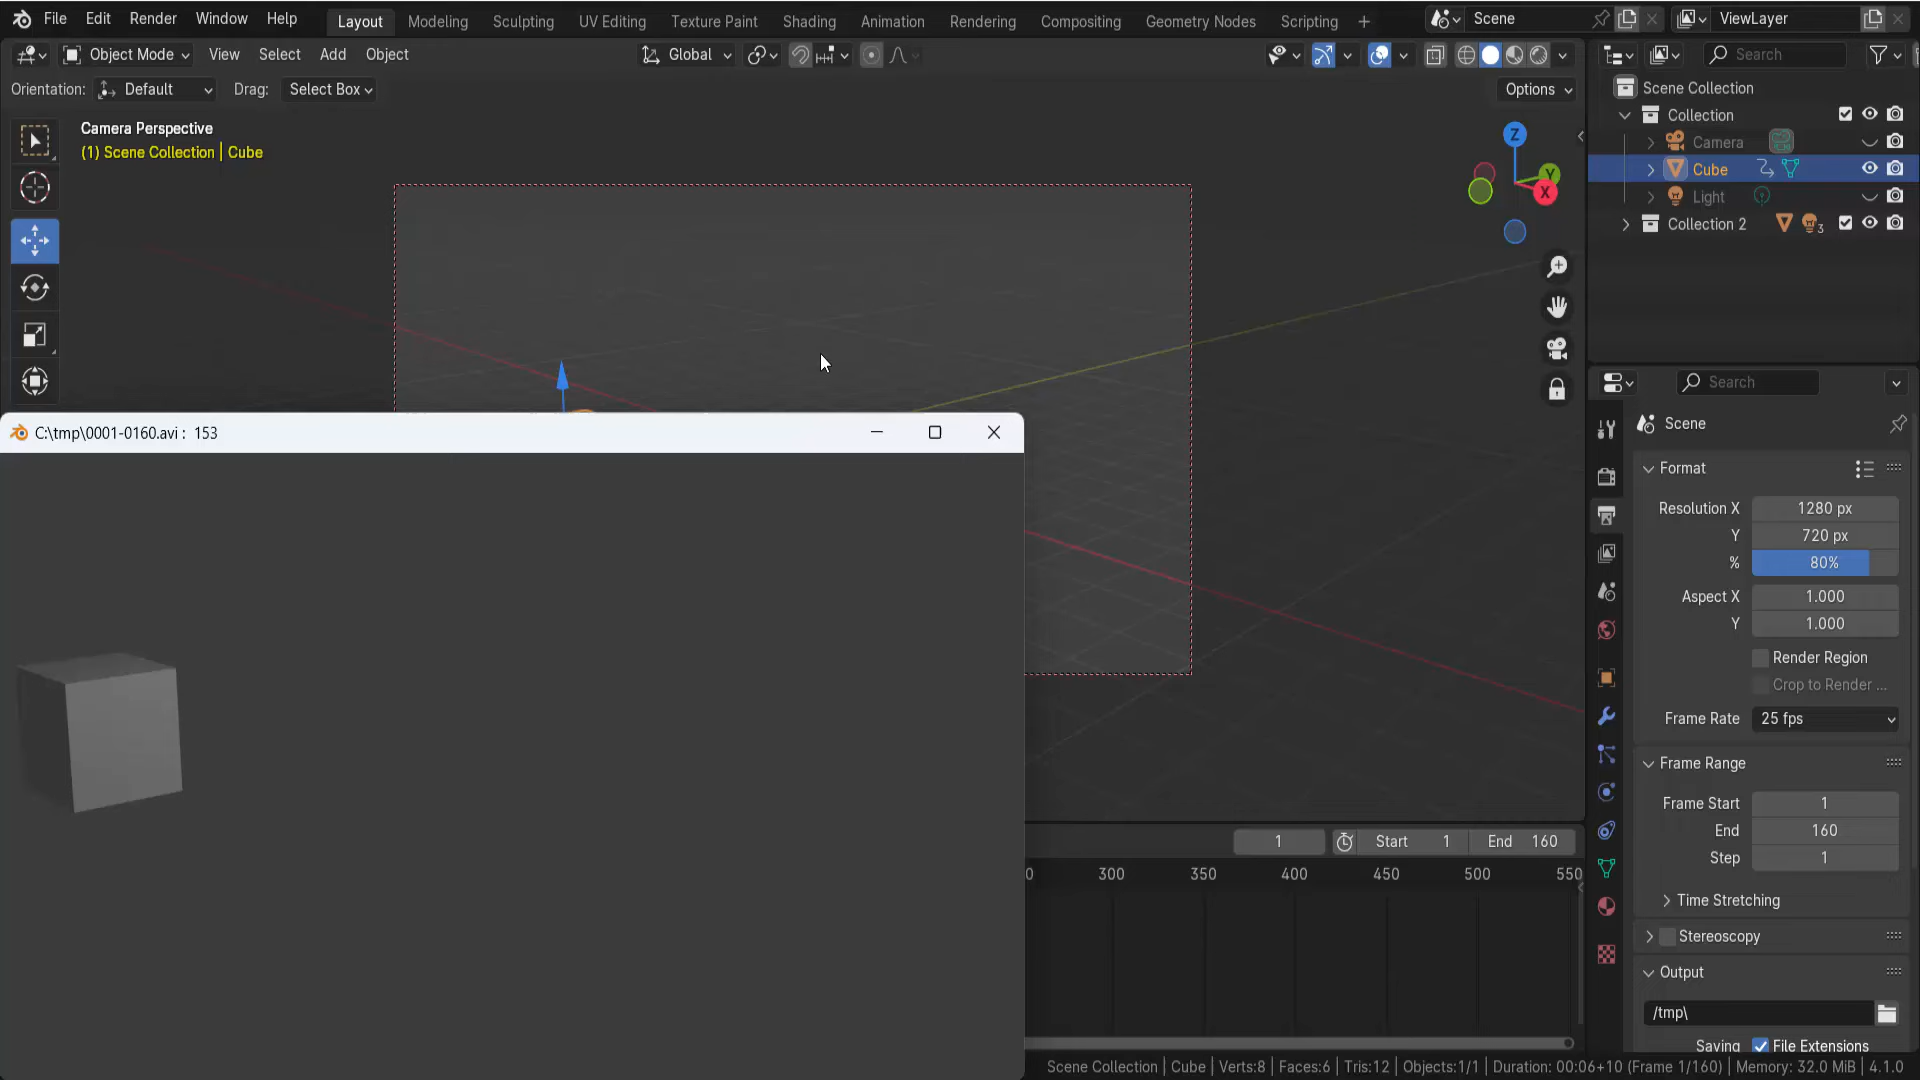 File Edit Render Window Help Layout Modeling Sculpting UV Editing Texture Paint Shading Animation Rendering Compositing Geometry Nodes Scripting + Scene ViewLayer
Object Mode View Select Add Object Global Search
Orientation: Default Drag: Select Box Options
Camera Perspective
(1) Scene Collection | Cube
Z
Y
X
Scene Collection
Collection
Camera
Cube
Light
Collection 2 3
Search
Scene
Format
Resolution X 1280 px
Y 720 px
% 80%
Aspect X 1.000
Y 1.000
Render Region
Crop to Render ...
Frame Rate 25 fps
Frame Range
Frame Start 1
End 160
Step 1
Time Stretching
Stereoscopy
Output
/tmp\
Saving File Extensions
C:\tmp\0001-0160.avi : 153
1 Start 1 End 160
0 300 350 400 450 500 550
Scene Collection | Cube | Verts:8 | Faces:6 | Tris:12 | Objects:1/1 | Duration: 00:06+10 (Frame 1/160) | Memory: 32.0 MiB | 4.1.0